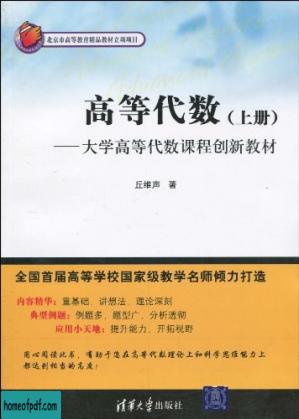 北京市高等教育精品教材立项项目
高等代数（上册）
——大学高等代数课程创新教材
丘维声 著
全国首届高等学校国家级教学名师倾力打造
内容精华：重基础、讲想法、理论深刻
典型例题：例题多、题型广、分析透彻
应用小天地：提升能力、开拓视野
用心阅读此书，有助于您在高等代数理论上和科学思维能力上
都达到相当的高度！
homeofpdf.com
清华大学出版社
homeofpdf.com